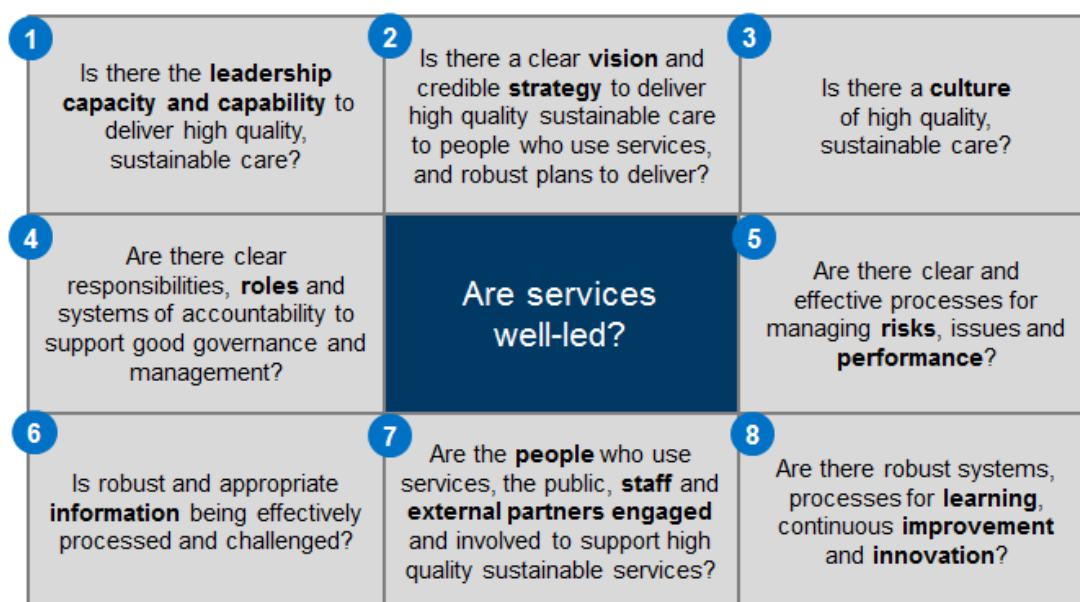 1
Is there the leadership
capacity and capability to
deliver high quality,
sustainable care?
2
Is there a clear vision and
credible strategy to deliver
high quality sustainable care
to people who use services,
and robust plans to deliver?
3
Is there a culture
of high quality,
sustainable care?
4
Are there clear
responsibilities, roles and
systems of accountability to
support good governance and
management?
Are services
well-led?
5
Are there clear and
effective processes for
managing risks, issues and
performance?
6
Is robust and appropriate
information being effectively
processed and challenged?
7
Are the people who use
services, the public, staff and
external partners engaged
and involved to support high
quality sustainable services?
8
Are there robust systems,
processes for learning,
continuous improvement
and innovation?